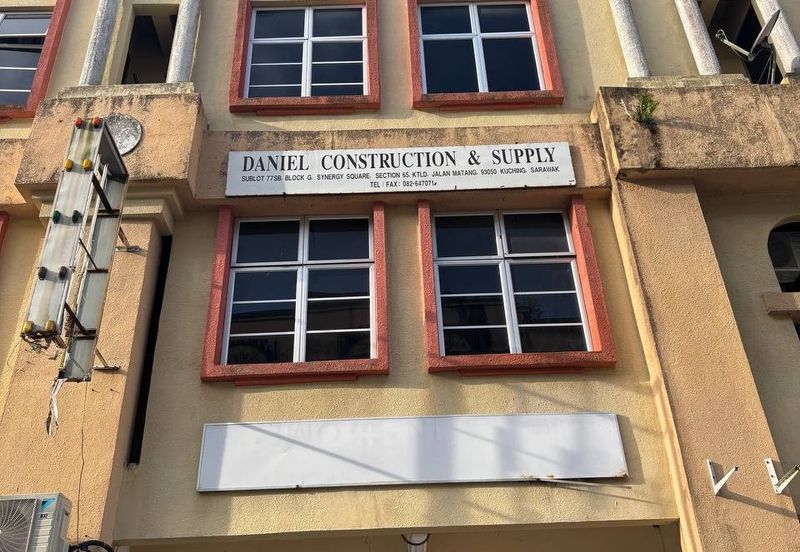 DANIEL CONSTRUCTION & SUPPLY
SUBLOT 77SB, BLOCK G, SYNERGY SQUARE, SECTION 65, KTLD, JALAN MATANG, 93050 KUCHING, SARAWAK
TEL / FAX : 082-647071